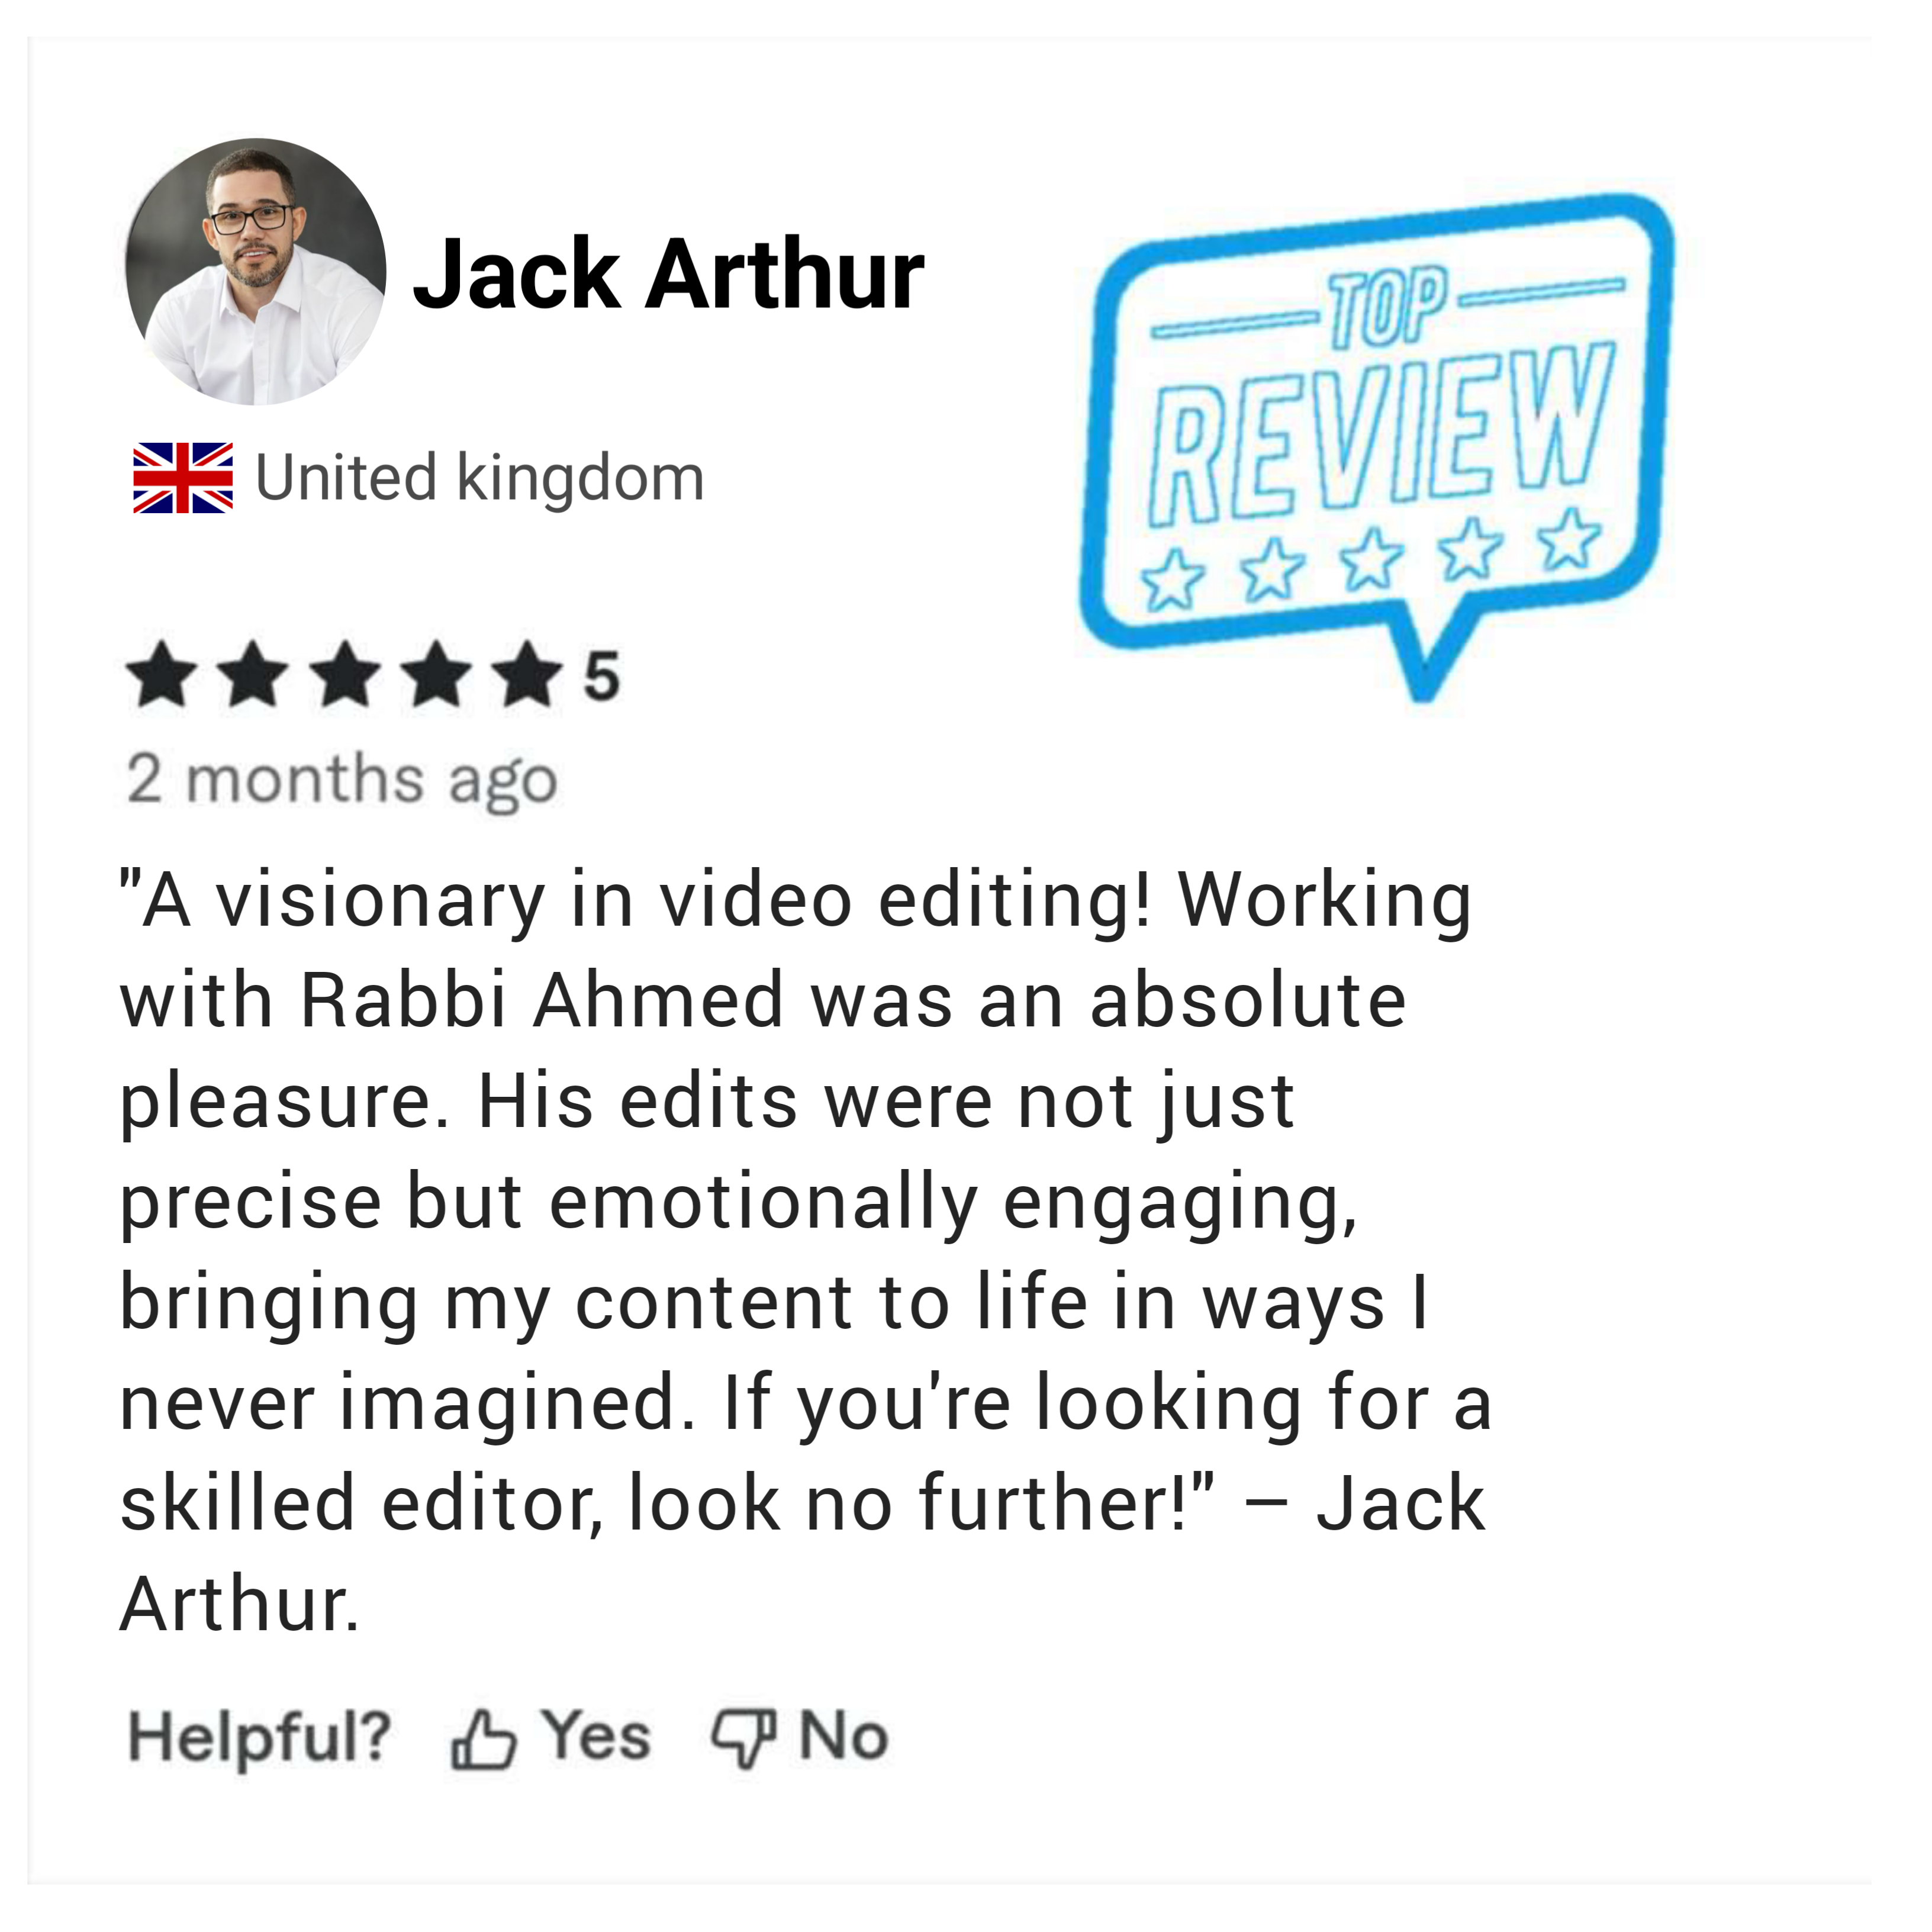 Jack Arthur
United kingdom
TOP
REVIEW
5
2 months ago
"A visionary in video editing! Working
with Rabbi Ahmed was an absolute
pleasure. His edits were not just
precise but emotionally engaging,
bringing my content to life in ways I
never imagined. If you're looking for a
skilled editor, look no further!" – Jack
Arthur.
Helpful? Yes No